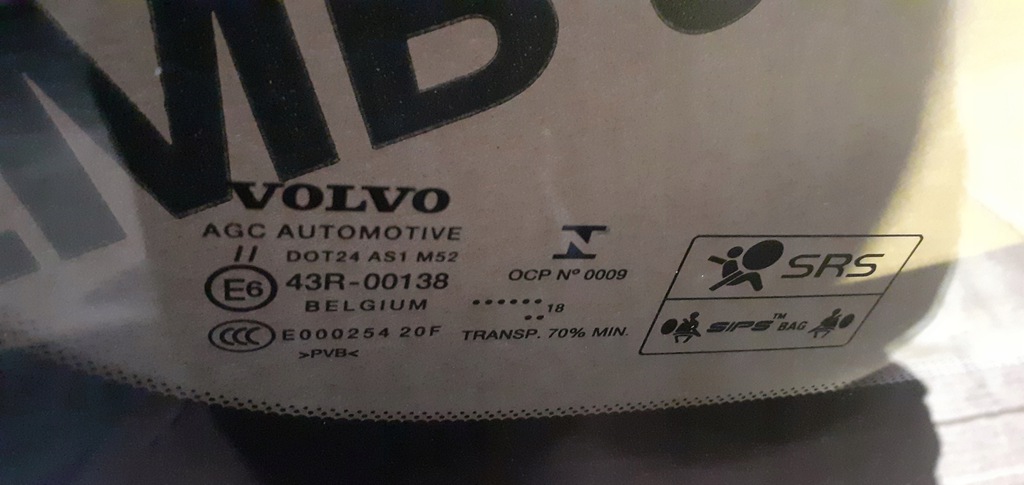 MB
VOLVO
AGC AUTOMOTIVE
II DOT24 AS1 M52
E6 43R-00138
BELGIUM
CCC E000254 20F
>PVB<
OCP Nº 0009
•••••• 18
••
TRANSP. 70% MIN.
SRS
SIPS™ BAG